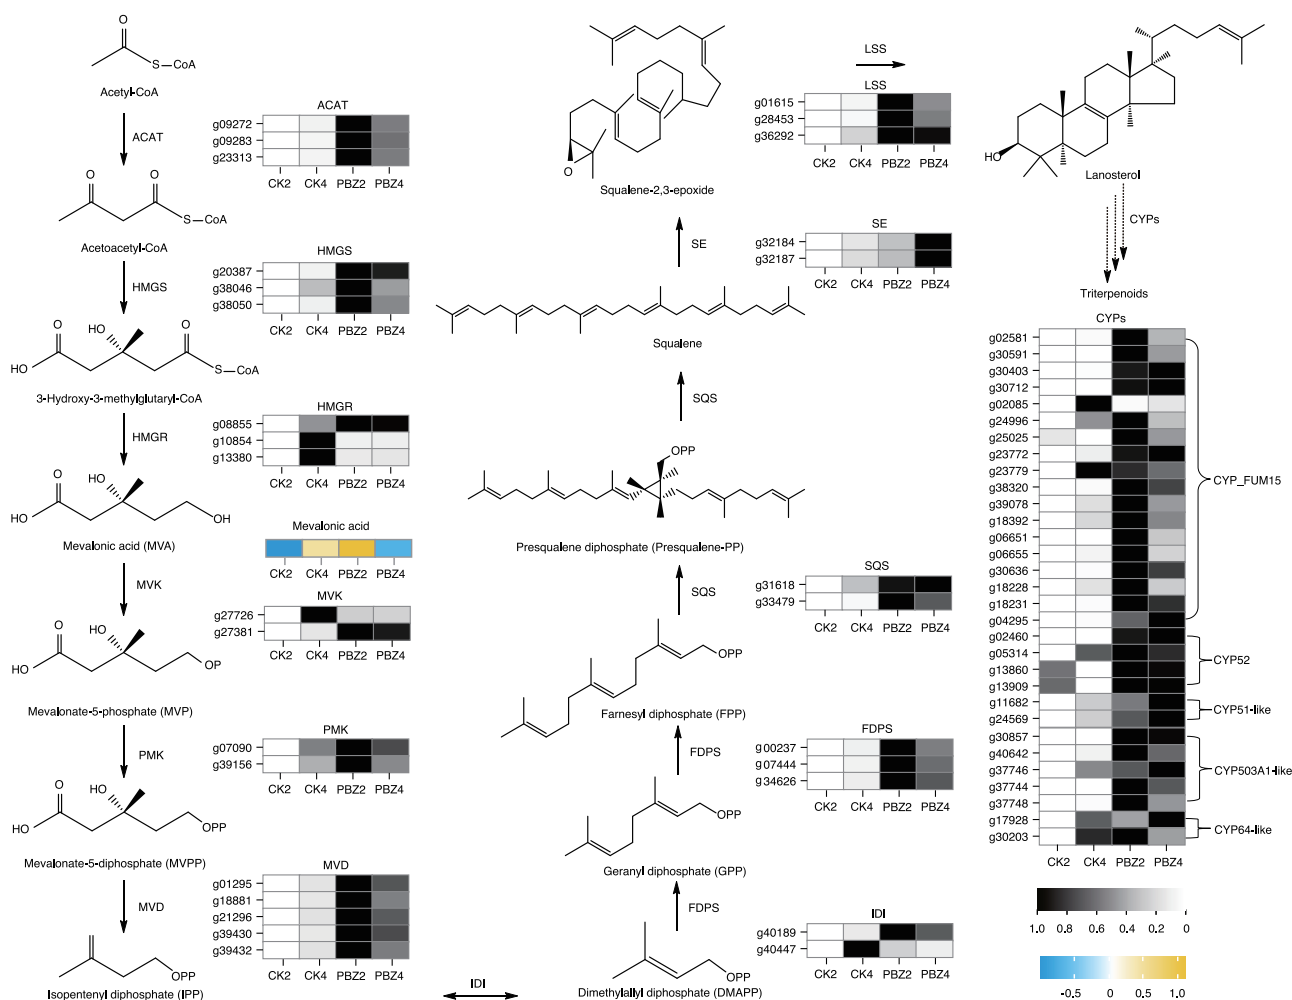 O
S
CoA
Acetyl-CoA
ACAT
ACAT
g09272
g09283
g23313
CK2 CK4 PBZ2 PBZ4
O
O
S
CoA
Acetoacetyl-CoA
HMGS
HMGS
g20387
g38046
g38050
CK2 CK4 PBZ2 PBZ4
O
HO
O
HO
S
CoA
3-Hydroxy-3-methylglutaryl-CoA
HMGR
HMGR
g08855
g10854
g13380
CK2 CK4 PBZ2 PBZ4
O
HO
HO
OH
Mevalonic acid (MVA)
Mevalonic acid
CK2 CK4 PBZ2 PBZ4
MVK
MVK
g27726
g27381
CK2 CK4 PBZ2 PBZ4
O
HO
HO
OP
Mevalonate-5-phosphate (MVP)
PMK
PMK
g07090
g39156
CK2 CK4 PBZ2 PBZ4
O
HO
HO
OPP
Mevalonate-5-diphosphate (MVPP)
MVD
MVD
g01295
g18881
g21296
g39430
g39432
CK2 CK4 PBZ2 PBZ4
OPP
Isopentenyl diphosphate (IPP)
IDI
O
Squalene-2,3-epoxide
SE
Squalene
SQS
OPP
Presqualene diphosphate (Presqualene-PP)
SQS
OPP
Farnesyl diphosphate (FPP)
FDPS
OPP
Geranyl diphosphate (GPP)
FDPS
OPP
Dimethylallyl diphosphate (DMAPP)
LSS
LSS
g01615
g28453
g36292
CK2 CK4 PBZ2 PBZ4
SE
g32184
g32187
CK2 CK4 PBZ2 PBZ4
SQS
g31618
g33479
CK2 CK4 PBZ2 PBZ4
FDPS
g00237
g07444
g34626
CK2 CK4 PBZ2 PBZ4
IDI
g40189
g40447
CK2 CK4 PBZ2 PBZ4
HO
Lanosterol
CYPs
Triterpenoids
CYPs
g02581
g30591
g30403
g30712
g02085
g24996
g25025
g23772
g23779
g38320
g39078
g18392
g06651
g06655
g30636
g18228
g18231
g04295
g02460
g05314
g13860
g13909
g11682
g24569
g30857
g40642
g37746
g37744
g37748
g17928
g30203
CYP_FUM15
CYP52
CYP51-like
CYP503A1-like
CYP64-like
CK2 CK4 PBZ2 PBZ4
1.0 0.8 0.6 0.4 0.2 0
-0.5 0 0.5 1.0